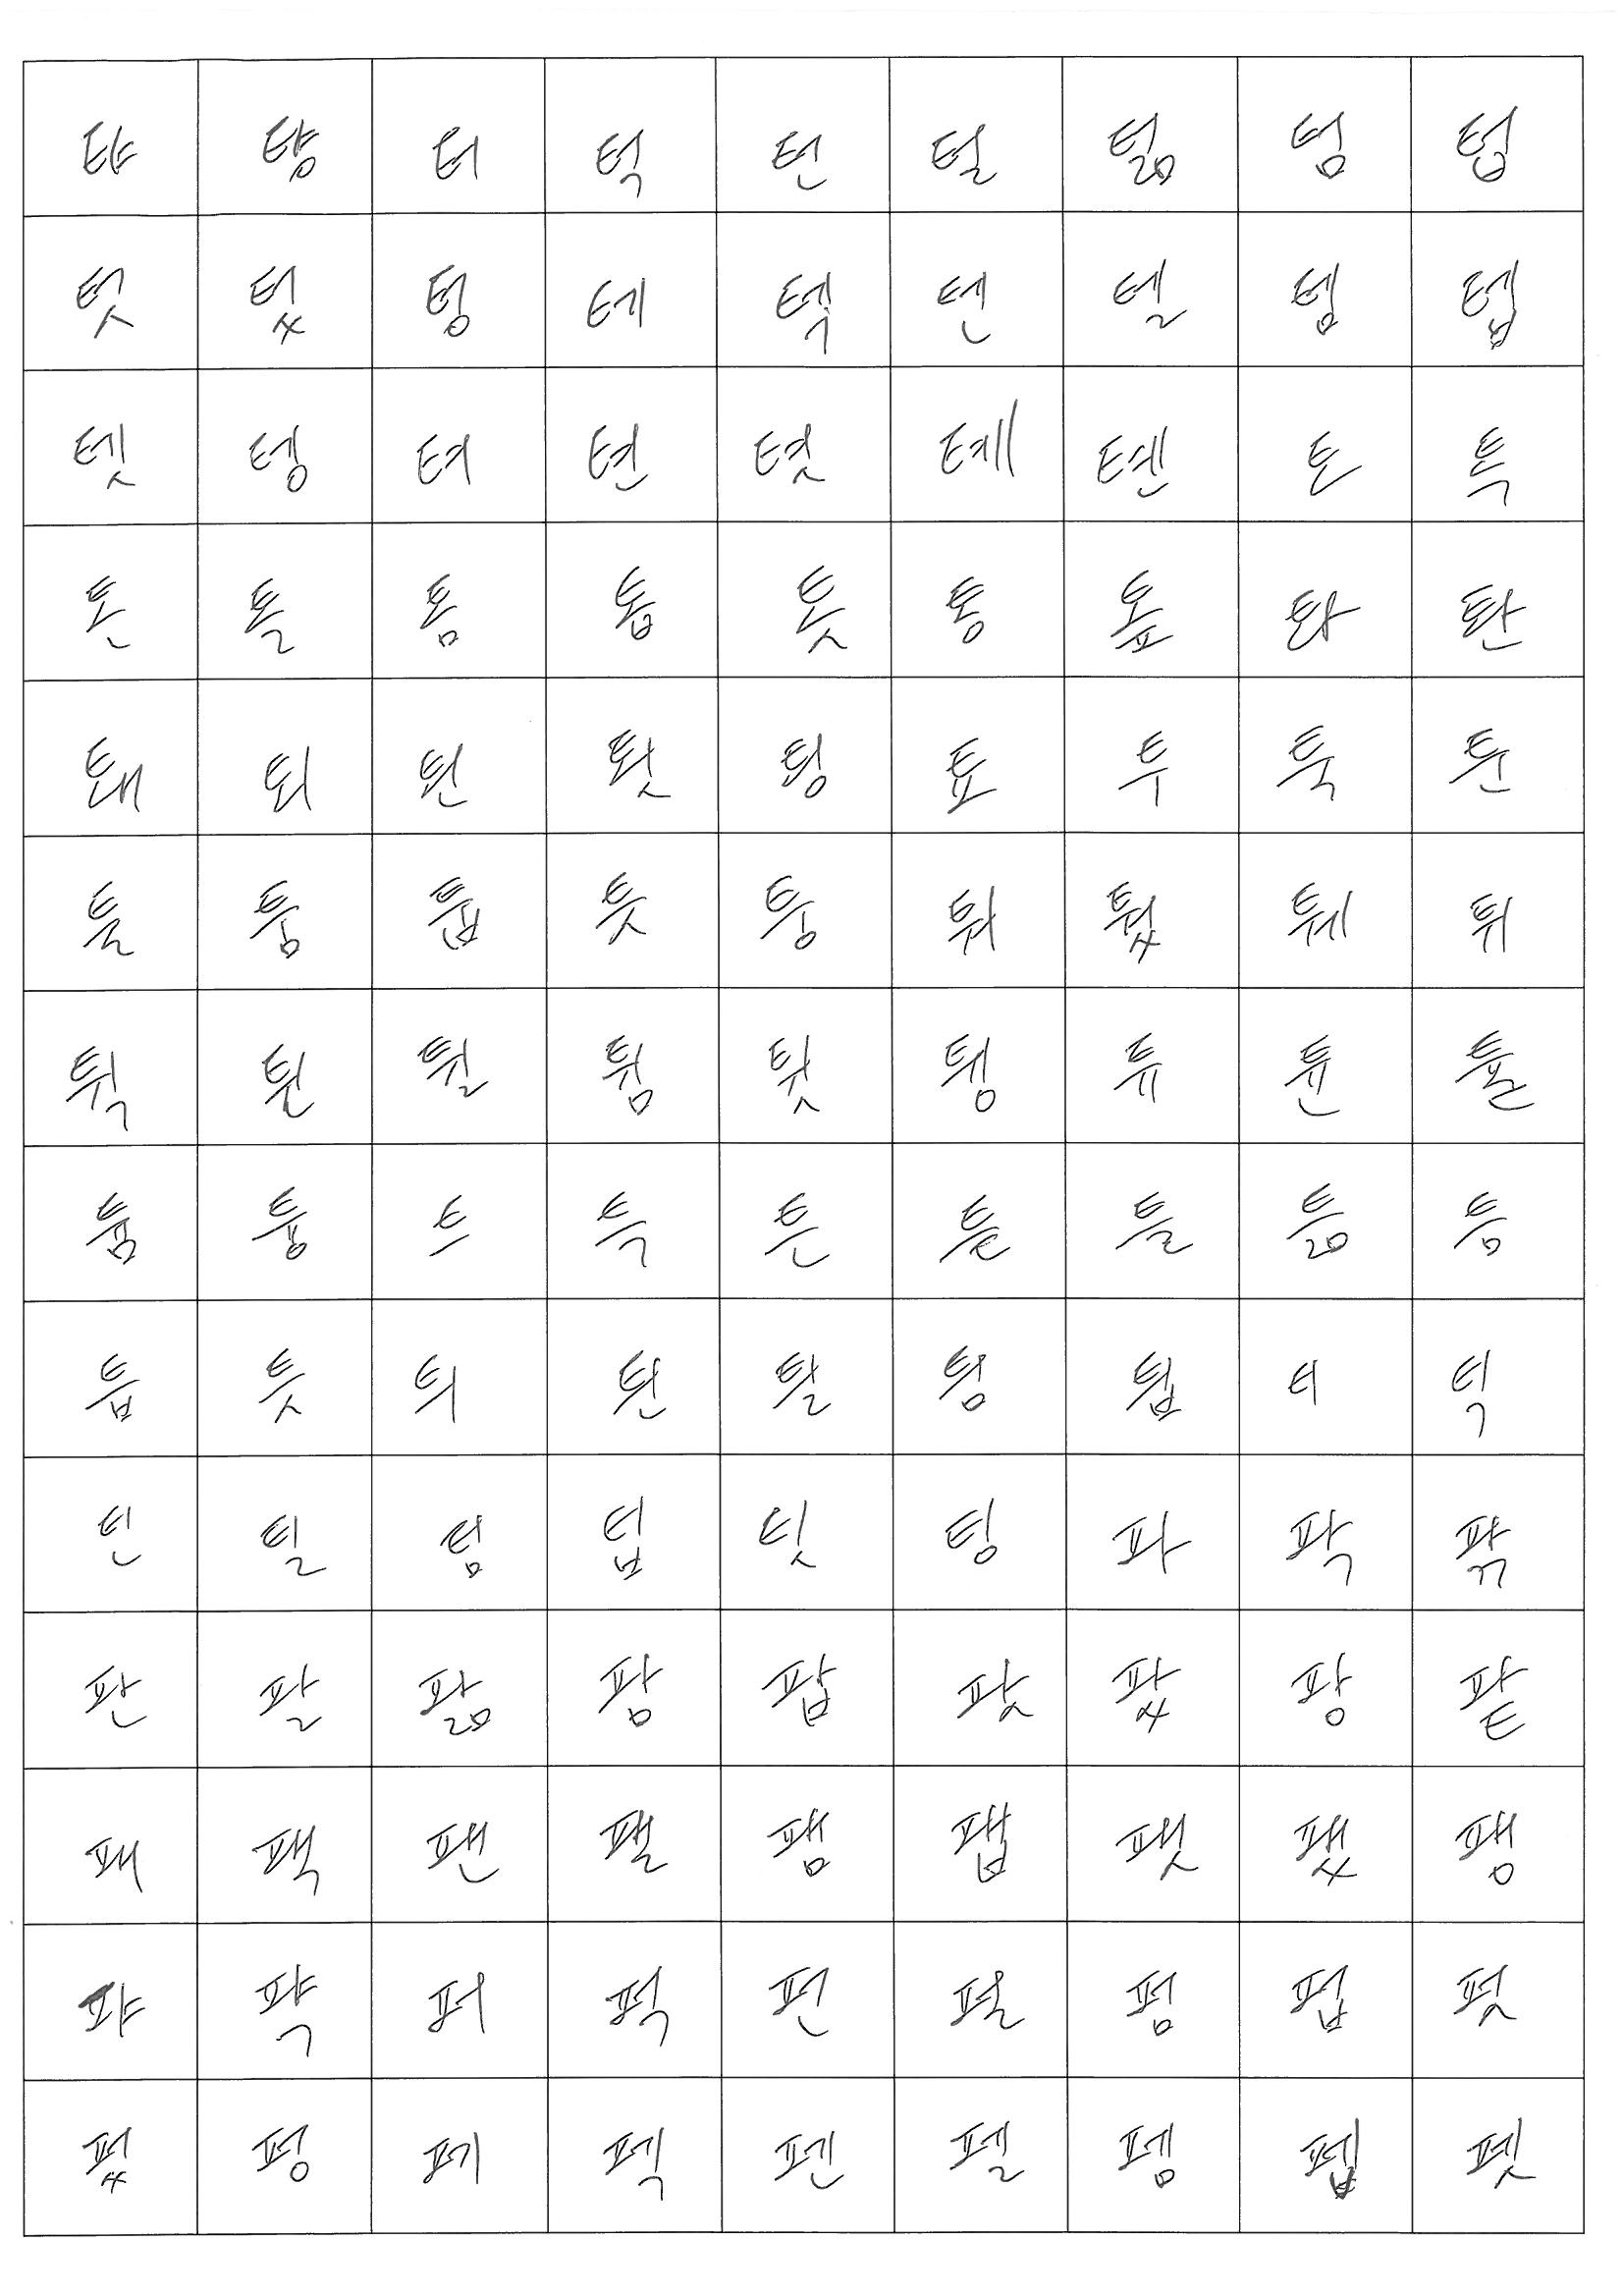 탸 턍 터 턱 턴 털 턺 텀 텁
텃 텄 텅 테 텍 텐 텔 템 텝
텟 텡 텨 텬 텻 톄 톈 토 톡
톤 톨 톰 톱 톳 통 톺 톼 퇀
퇘 퇴 퇸 툇 툉 툐 투 툭 툰
툴 툼 툽 툿 퉁 퉈 퉜 퉤 튀
튁 튄 튈 튐 튓 튕 튜 튠 튤
튬 튱 트 특 튼 튿 틀 틂 틈
틉 틋 틔 틘 틜 틤 틥 티 틱
틴 틸 팀 팁 팃 팅 파 팍 팎
판 팔 팖 팜 팝 팟 팠 팡 팥
패 팩 팬 팰 팸 팹 팻 팼 팽
퍄 퍅 퍼 퍽 펀 펄 펌 펍 펏
펐 펑 페 펙 펜 펠 펨 펩 펫